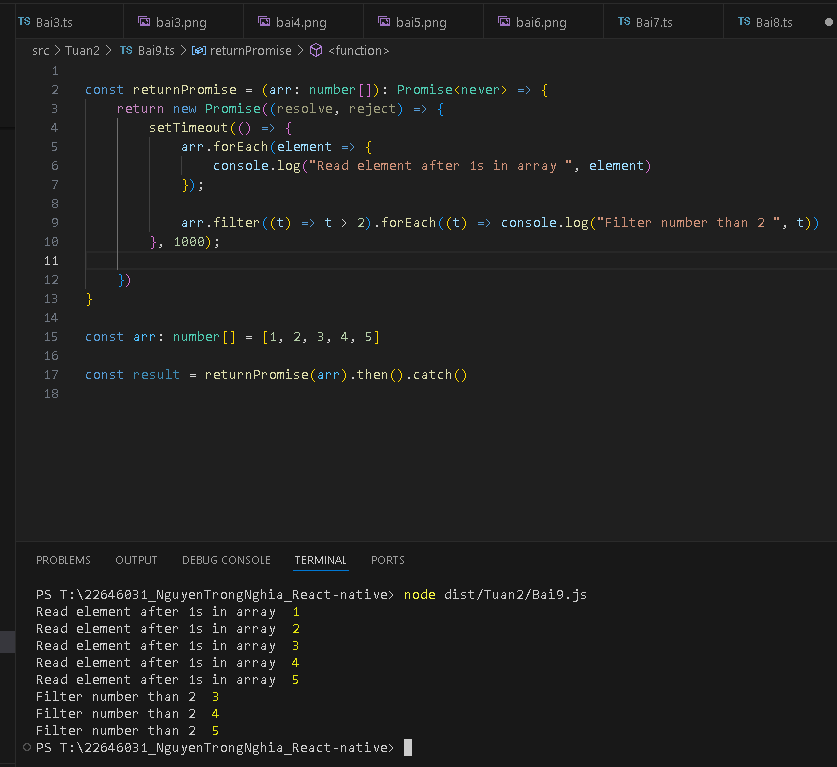 TS Bai3.ts bai3.png bai4.png bai5.png bai6.png TS Bai7.ts TS Bai8.ts
src > Tuan2 > TS Bai9.ts > returnPromise > <function>
1
2 const returnPromise = (arr: number[]): Promise<never> => {
3 return new Promise((resolve, reject) => {
4 setTimeout(() => {
5 arr.forEach(element => {
6 console.log("Read element after 1s in array ", element)
7 });
8
9 arr.filter((t) => t > 2).forEach((t) => console.log("Filter number than 2 ", t))
10 }, 1000);
11
12 })
13 }
14
15 const arr: number[] = [1, 2, 3, 4, 5]
16
17 const result = returnPromise(arr).then().catch()
18
PROBLEMS OUTPUT DEBUG CONSOLE TERMINAL PORTS
PS T:\22646031_NguyenTrongNghia_React-native> node dist/Tuan2/Bai9.js
Read element after 1s in array  1
Read element after 1s in array  2
Read element after 1s in array  3
Read element after 1s in array  4
Read element after 1s in array  5
Filter number than 2  3
Filter number than 2  4
Filter number than 2  5
PS T:\22646031_NguyenTrongNghia_React-native>